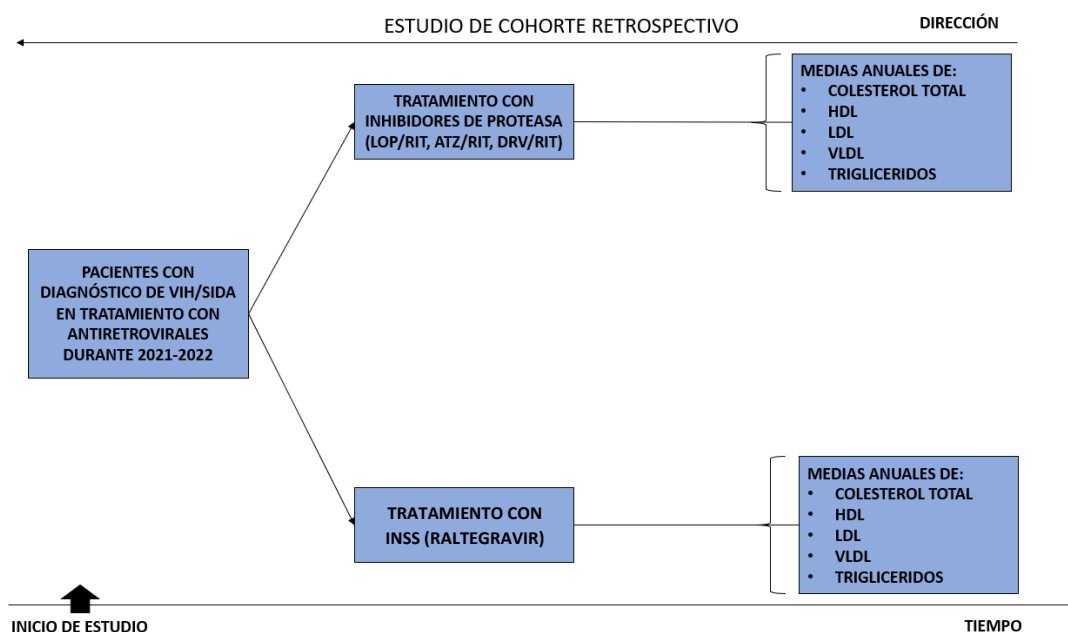 ESTUDIO DE COHORTE RETROSPECTIVO
DIRECCIÓN
TRATAMIENTO CON
INHIBIDORES DE PROTEASA
(LOP/RIT, ATZ/RIT, DRV/RIT)
MEDIAS ANUALES DE:
• COLESTEROL TOTAL
• HDL
• LDL
• VLDL
• TRIGLICERIDOS
PACIENTES CON
DIAGNÓSTICO DE VIH/SIDA
EN TRATAMIENTO CON
ANTIRETROVIRALES
DURANTE 2021-2022
TRATAMIENTO CON
INSS (RALTEGRAVIR)
MEDIAS ANUALES DE:
• COLESTEROL TOTAL
• HDL
• LDL
• VLDL
• TRIGLICERIDOS
INICIO DE ESTUDIO
TIEMPO